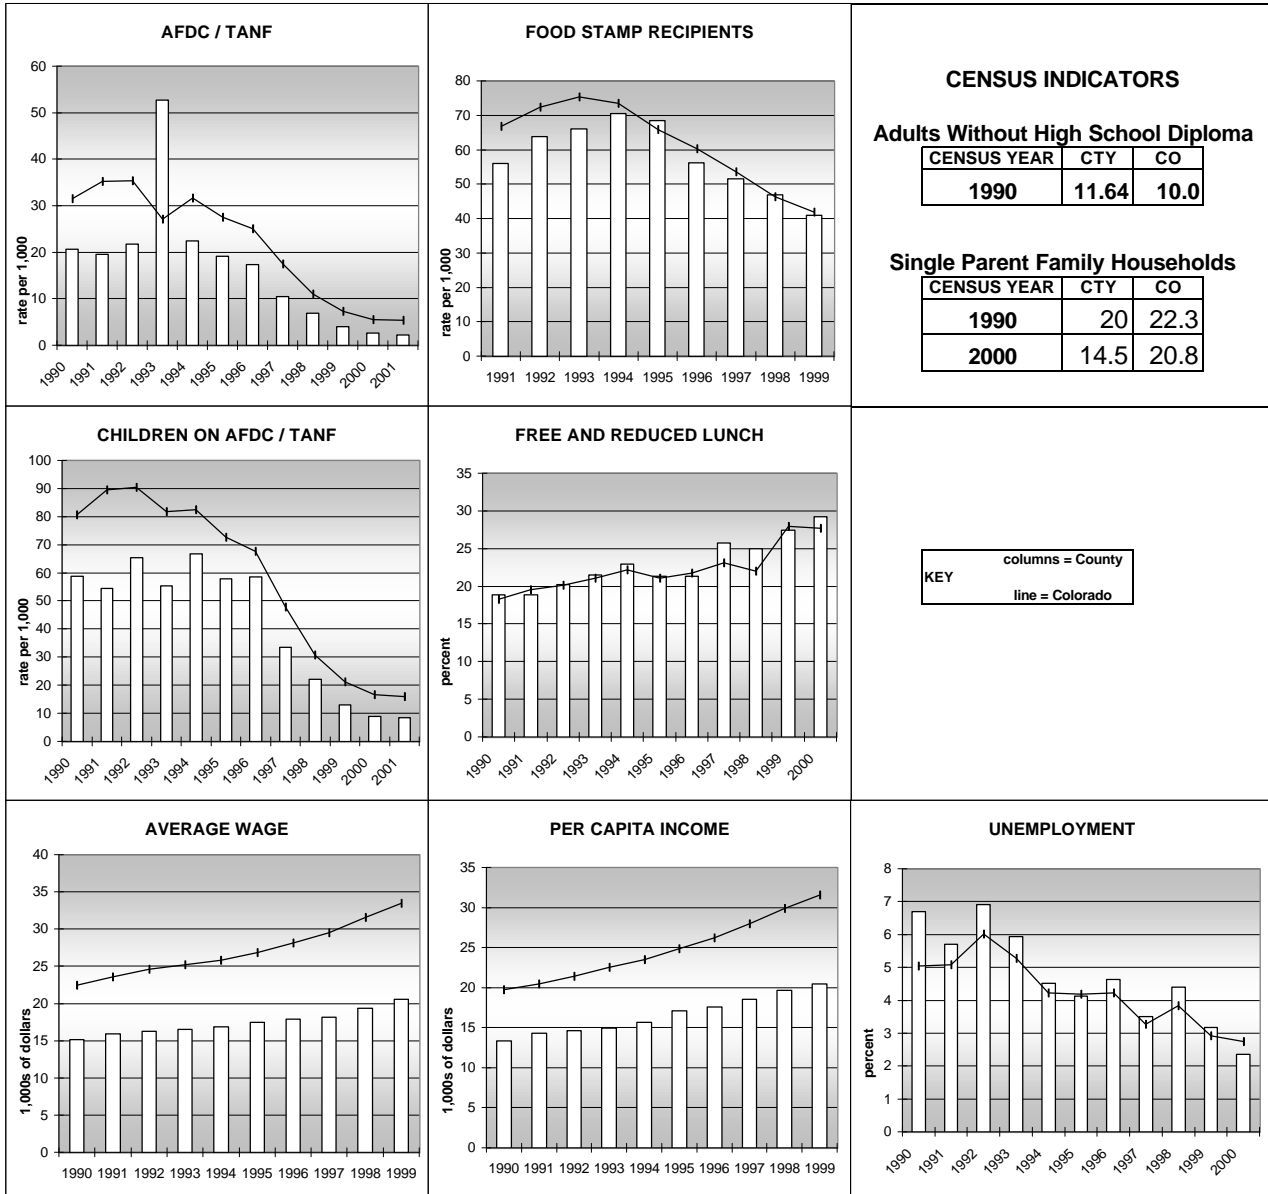 AFDC / TANF
60
50
40
30
20
10
0
rate per 1,000
1990 1991 1992 1993 1994 1995 1996 1997 1998 1999 2000 2001
FOOD STAMP RECIPIENTS
80
70
60
50
40
30
20
10
0
rate per 1,000
1991 1992 1993 1994 1995 1996 1997 1998 1999
CENSUS INDICATORS
Adults Without High School Diploma
CENSUS YEAR CTY CO
1990 11.64 10.0
Single Parent Family Households
CENSUS YEAR CTY CO
1990 20 22.3
2000 14.5 20.8
CHILDREN ON AFDC / TANF
100
90
80
70
60
50
40
30
20
10
0
rate per 1,000
1990 1991 1992 1993 1994 1995 1996 1997 1998 1999 2000 2001
FREE AND REDUCED LUNCH
35
30
25
20
15
10
5
0
percent
1990 1991 1992 1993 1994 1995 1996 1997 1998 1999 2000
columns = County
KEY
line = Colorado
AVERAGE WAGE
40
35
30
25
20
15
10
5
0
1,000s of dollars
1990 1991 1992 1993 1994 1995 1996 1997 1998 1999
PER CAPITA INCOME
35
30
25
20
15
10
5
0
1,000s of dollars
1990 1991 1992 1993 1994 1995 1996 1997 1998 1999
UNEMPLOYMENT
8
7
6
5
4
3
2
1
0
percent
1990 1991 1992 1993 1994 1995 1996 1997 1998 1999 2000